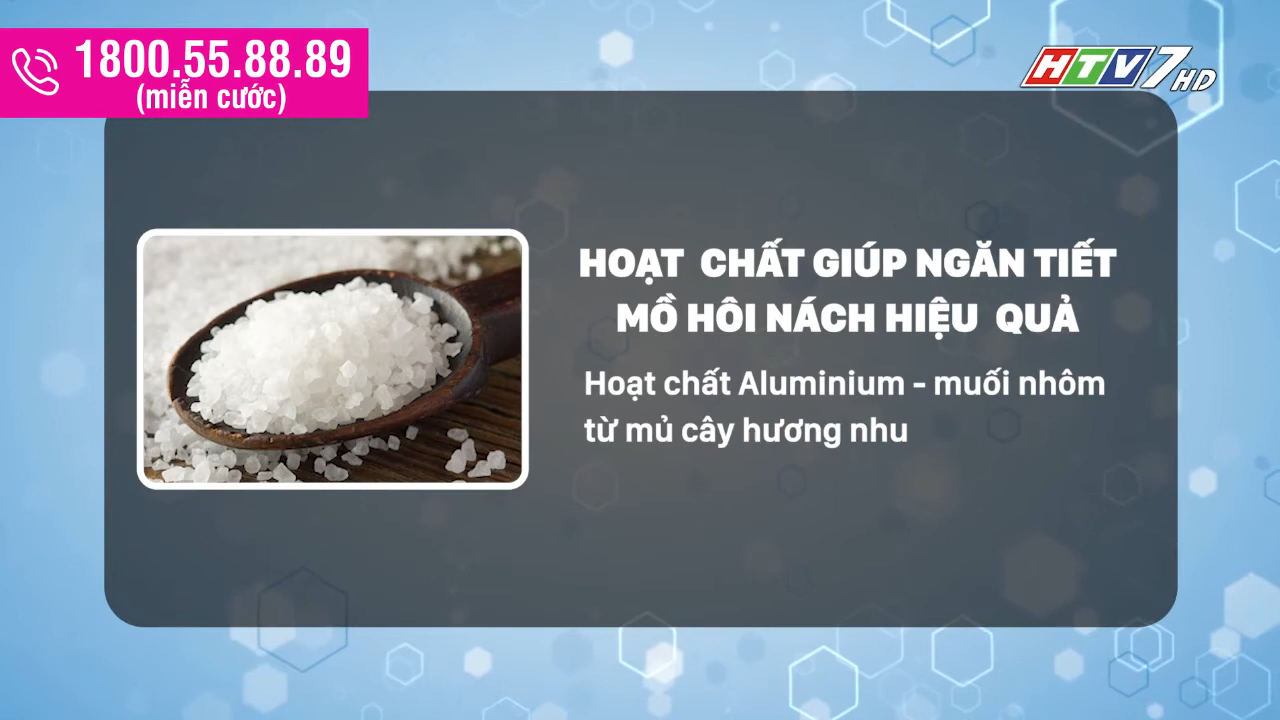 1800.55.88.89
(miễn cước)
HTV7 HD
HOẠT CHẤT GIÚP NGĂN TIẾT
MỒ HÔI NÁCH HIỆU QUẢ
Hoạt chất Aluminium - muối nhôm
từ mủ cây hương nhu